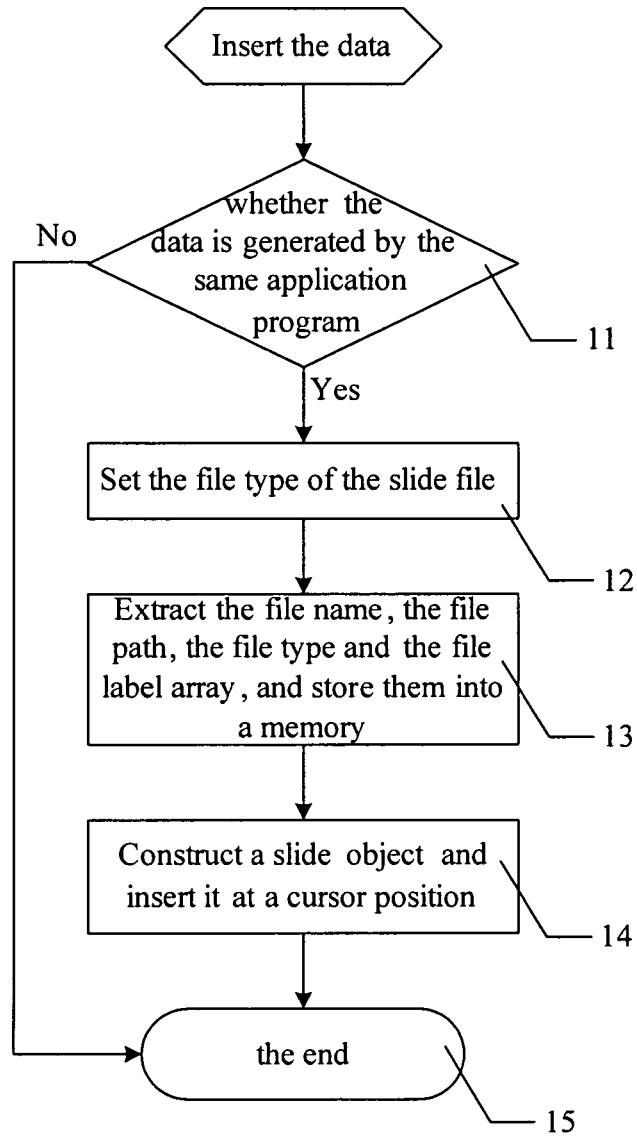 Insert the data
whether the
No
data is generated by the
same application
program
11
Yes
Set the file type of the slide file
12
Extract the file name, the file
path, the file type and the file
label array, and store them into
a memory
13
Construct a slide object and
insert it at a cursor position
14
the end
15